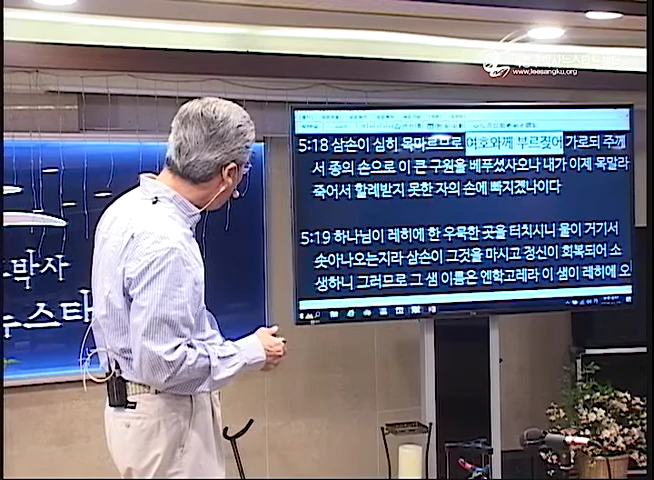 www.leesangku.org
5:18 삼손이 심히 목마르므로 여호와께 부르짖어 가로되 주께
서 종의 손으로 이 큰 구원을 베푸셨사오나 내가 이제 목말라
죽어서 할례받지 못한 자의 손에 빠지겠나이다
5:19 하나님이 레히에 한 우묵한 곳을 터치시니 물이 거기서
솟아나오는지라 삼손이 그것을 마시고 정신이 회복되어 소
생하니 그러므로 그 샘 이름은 엔학고레라 이 샘이 레히에 오
박사
뉴스타